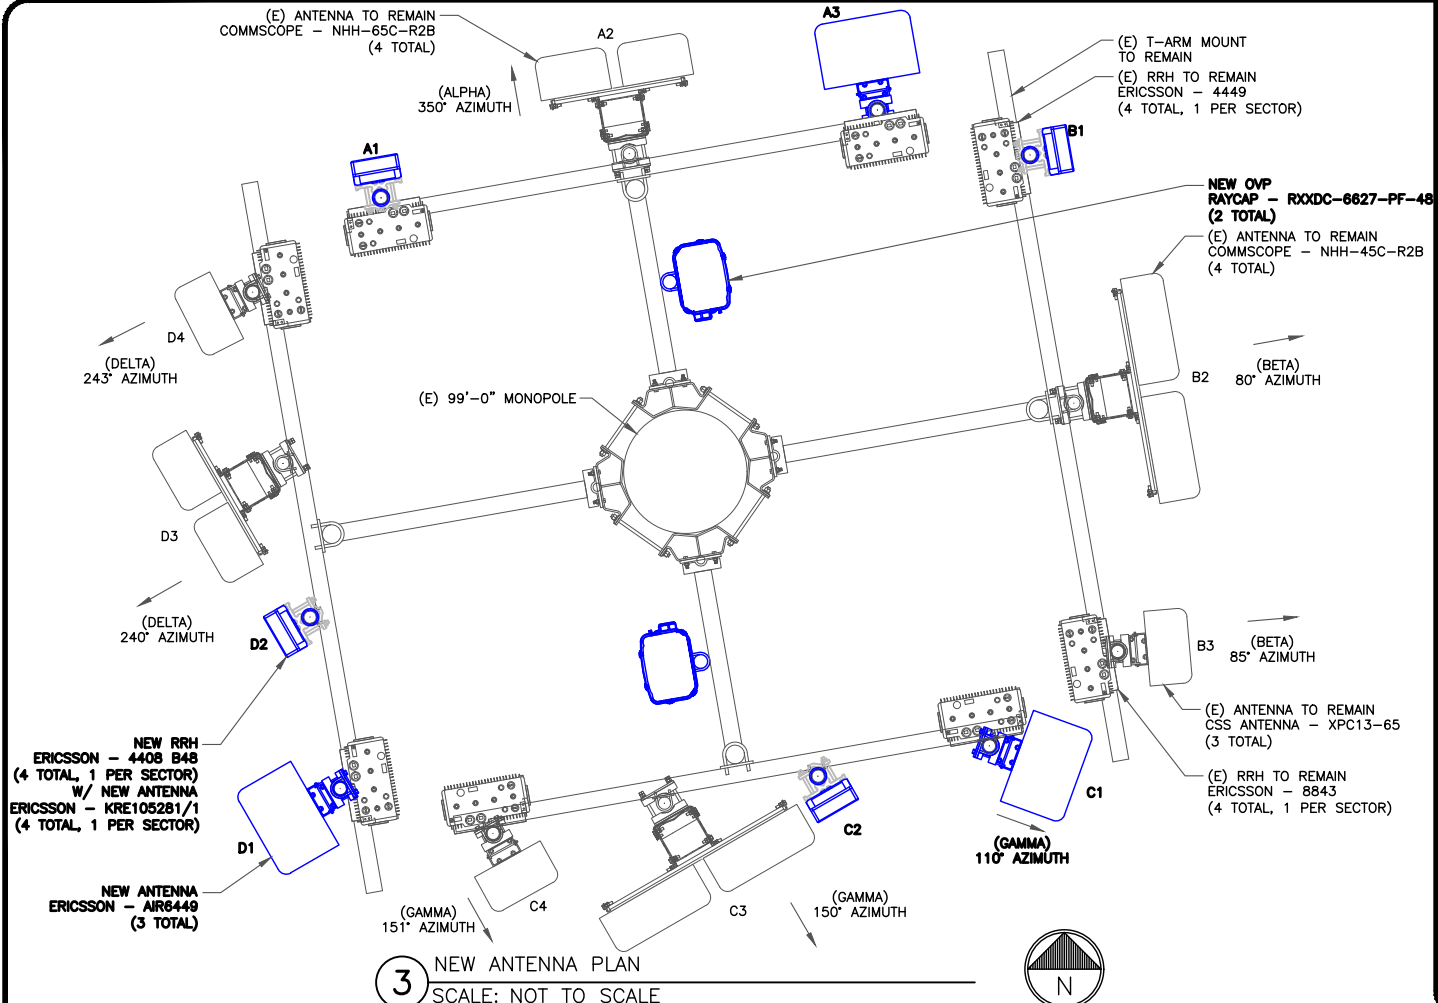 (E) ANTENNA TO REMAIN
COMMSCOPE - NHH-65C-R2B
(4 TOTAL)
A2
A3
(E) T-ARM MOUNT
TO REMAIN
(E) RRH TO REMAIN
ERICSSON - 4449
(4 TOTAL, 1 PER SECTOR)
(ALPHA)
350° AZIMUTH
A1
B1
NEW OVP
RAYCAP - RXXDC-6627-PF-48
(2 TOTAL)
(E) ANTENNA TO REMAIN
COMMSCOPE - NHH-45C-R2B
(4 TOTAL)
D4
(DELTA)
243° AZIMUTH
(E) 99'-0" MONOPOLE
B2
(BETA)
80° AZIMUTH
D3
(DELTA)
240° AZIMUTH
D2
B3
(BETA)
85° AZIMUTH
NEW RRH
ERICSSON - 4408 B48
(4 TOTAL, 1 PER SECTOR)
W/ NEW ANTENNA
ERICSSON - KRE105281/1
(4 TOTAL, 1 PER SECTOR)
(E) ANTENNA TO REMAIN
CSS ANTENNA - XPC13-65
(3 TOTAL)
(E) RRH TO REMAIN
ERICSSON - 8843
(4 TOTAL, 1 PER SECTOR)
D1
C1
C2
(GAMMA)
110° AZIMUTH
NEW ANTENNA
ERICSSON - AIR6449
(3 TOTAL)
C4
C3
(GAMMA)
151° AZIMUTH
(GAMMA)
150° AZIMUTH
3
NEW ANTENNA PLAN
SCALE: NOT TO SCALE
N